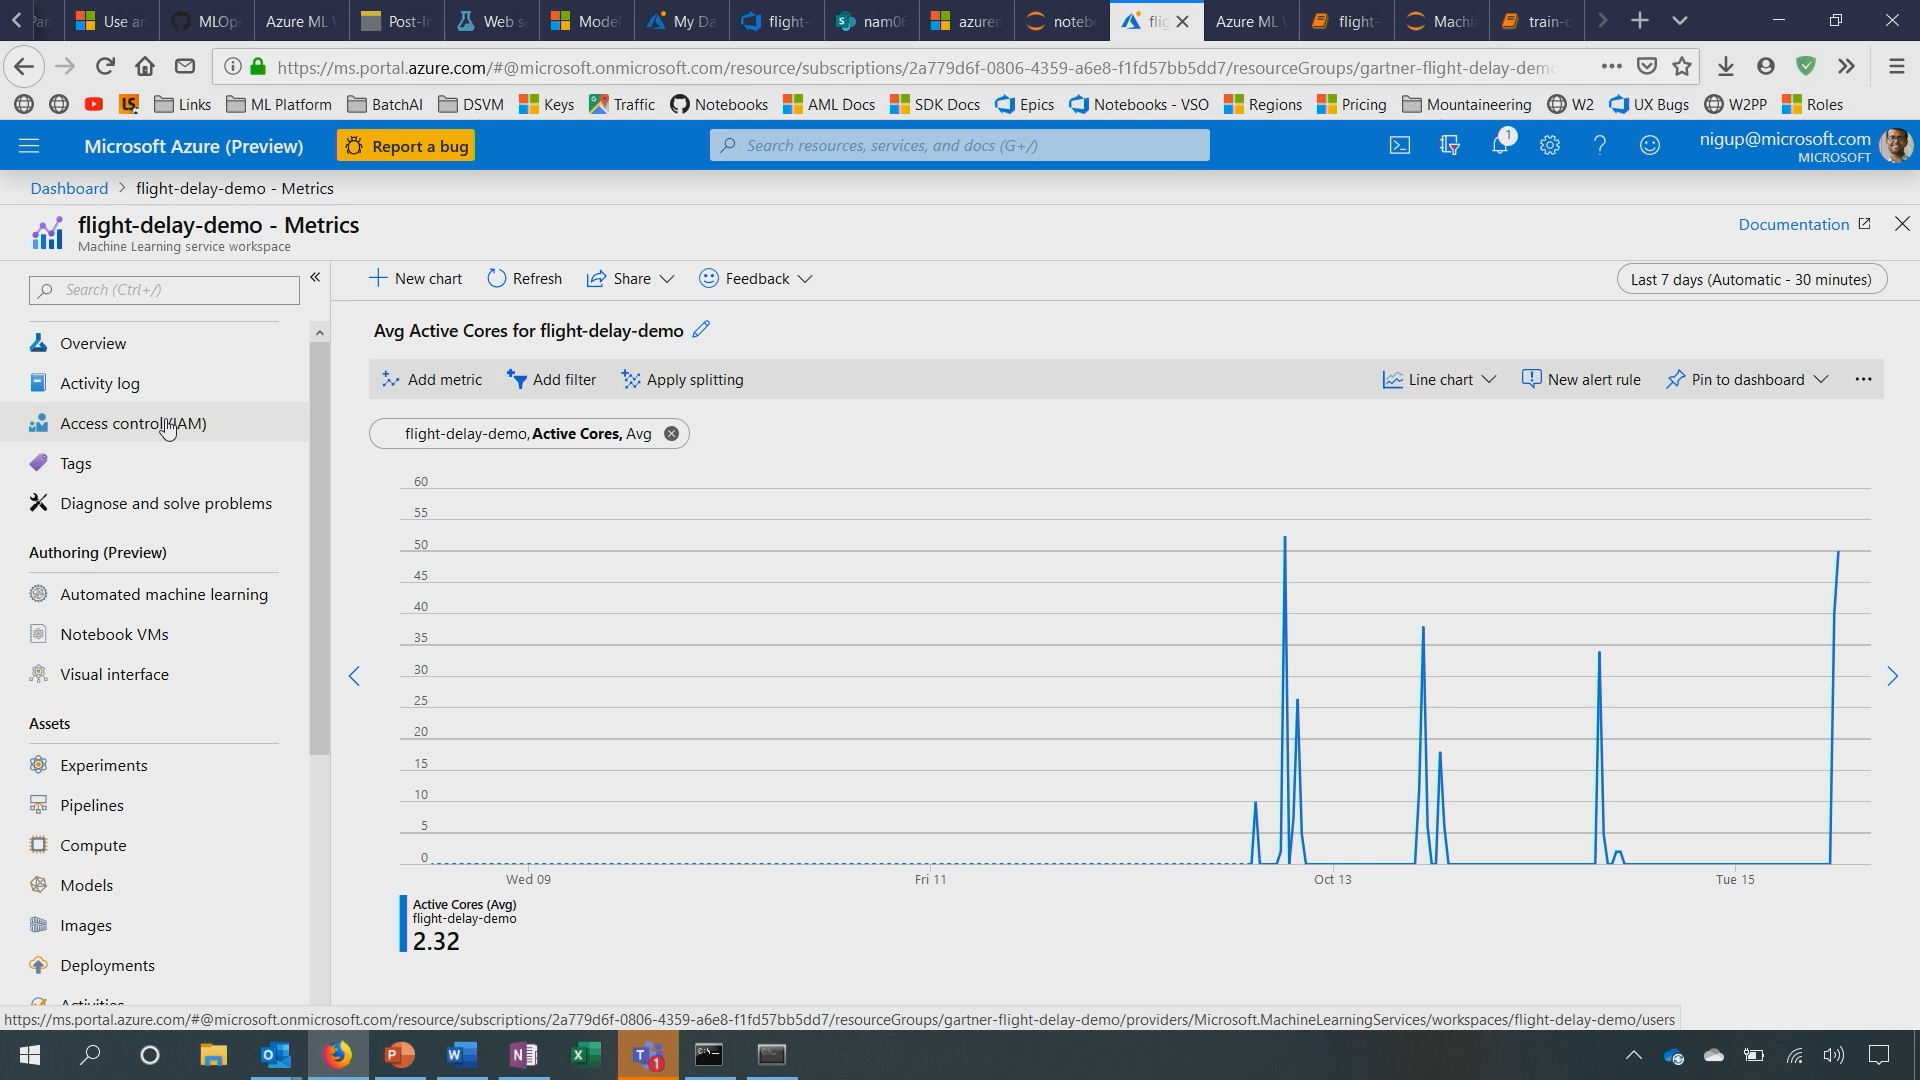 Use an
MLOps
Azure ML
Post-In
Web s
Model
My Da
flight-
nam06
azurem
noteb
flig
Azure ML
flight-
Machi
train-c
https://ms.portal.azure.com/#@microsoft.onmicrosoft.com/resource/subscriptions/2a779d6f-0806-4359-a6e8-f1fd57bb5dd7/resourceGroups/gartner-flight-delay-demo
Links
ML Platform
BatchAI
DSVM
Keys
Traffic
Notebooks
AML Docs
SDK Docs
Epics
Notebooks - VSO
Regions
Pricing
Mountaineering
W2
UX Bugs
W2PP
Roles
Microsoft Azure (Preview)
Report a bug
Search resources, services, and docs (G+/)
1
nigup@microsoft.com
MICROSOFT
Dashboard > flight-delay-demo - Metrics
flight-delay-demo - Metrics
Machine Learning service workspace
Documentation
Search (Ctrl+/)
Overview
Activity log
Access control (IAM)
Tags
Diagnose and solve problems
Authoring (Preview)
Automated machine learning
Notebook VMs
Visual interface
Assets
Experiments
Pipelines
Compute
Models
Images
Deployments
Activities
New chart
Refresh
Share
Feedback
Last 7 days (Automatic - 30 minutes)
Avg Active Cores for flight-delay-demo
Add metric
Add filter
Apply splitting
Line chart
New alert rule
Pin to dashboard
flight-delay-demo, Active Cores, Avg
60
55
50
45
40
35
30
25
20
15
10
5
0
Wed 09
Fri 11
Oct 13
Tue 15
Active Cores (Avg)
flight-delay-demo
2.32
https://ms.portal.azure.com/#@microsoft.onmicrosoft.com/resource/subscriptions/2a779d6f-0806-4359-a6e8-f1fd57bb5dd7/resourceGroups/gartner-flight-delay-demo/providers/Microsoft.MachineLearningServices/workspaces/flight-delay-demo/users